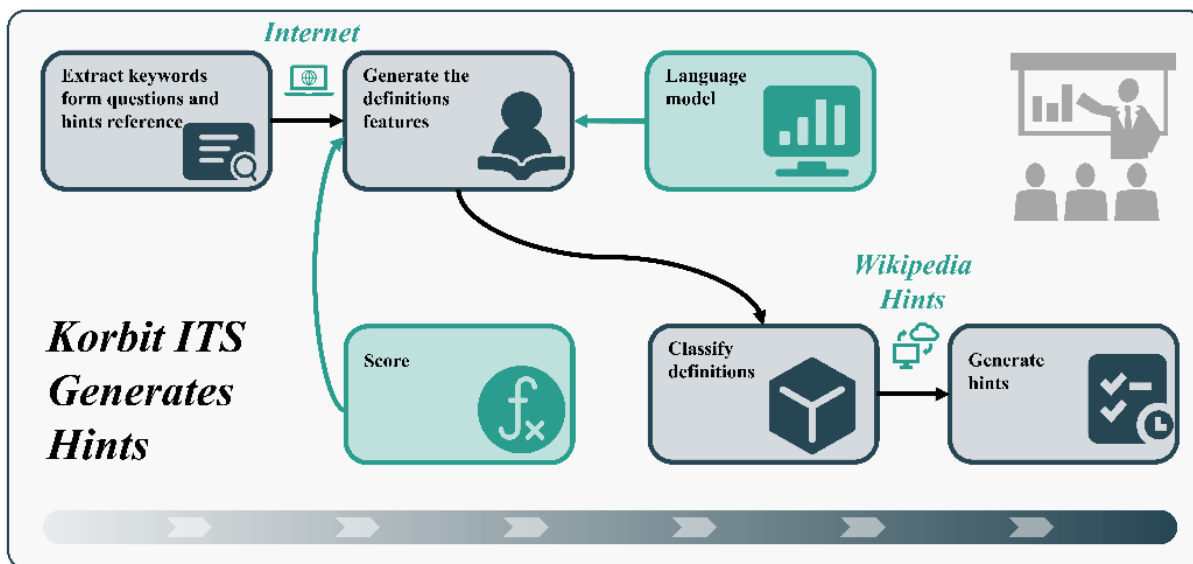 Internet
Extract keywords
form questions and
hints reference
Generate the
definitions
features
Language
model
Wikipedia
Hints
Korbit ITS
Generates
Hints
Score
fx
Classify
definitions
Generate
hints